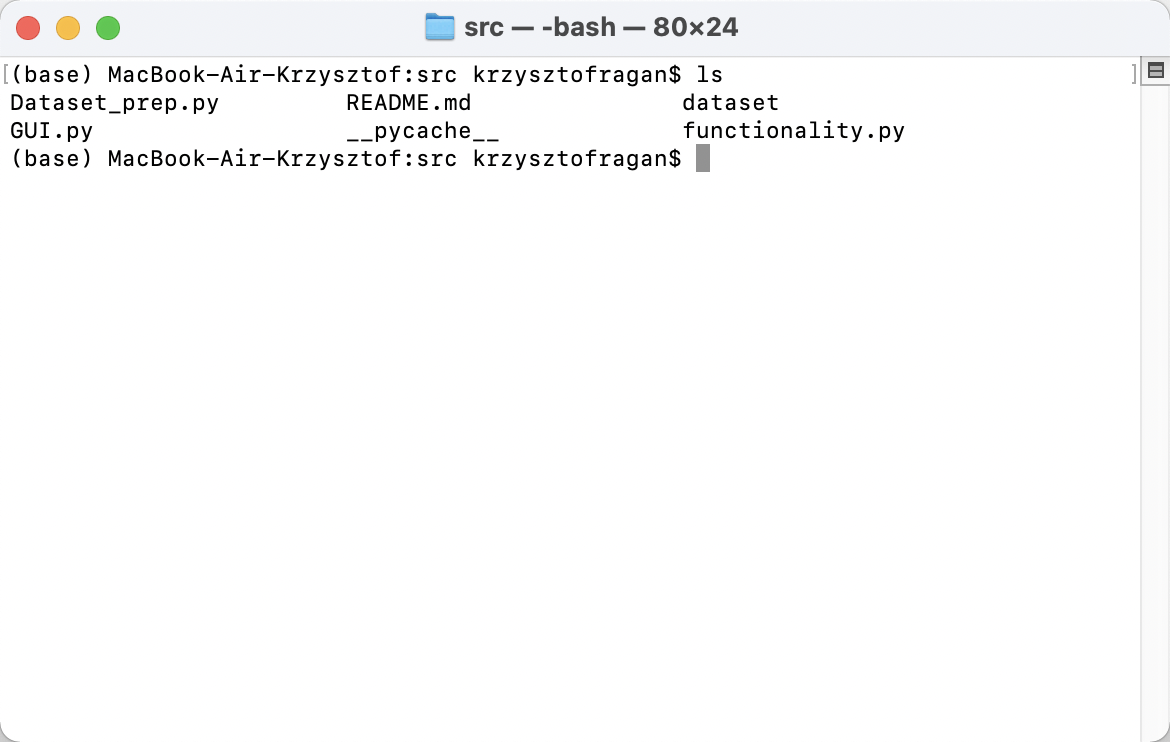 src — -bash — 80×24
(base) MacBook-Air-Krzysztof:src krzysztofragan$ ls
Dataset_prep.py README.md dataset
GUI.py __pycache__ functionality.py
(base) MacBook-Air-Krzysztof:src krzysztofragan$